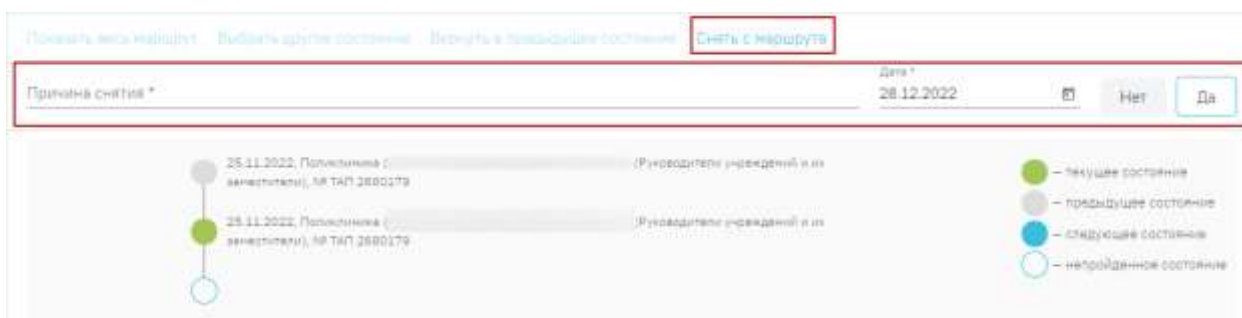 Показать весь маршрут Выбрать другое состояние Вернуть в предыдущее состояние Снять с маршрута
Причина снятия *
Дата *
28.12.2022
Нет
Да
25.11.2022, Поликлиника (
(Руководители учреждений и их
заместители), № ТАП 2680179
25.11.2022, Поликлиника (
(Руководители учреждений и их
заместители), № ТАП 2680179
– текущее состояние
– предыдущее состояние
– следующее состояние
– непройденное состояние